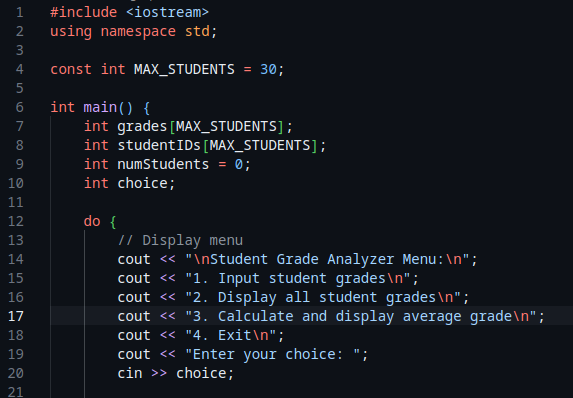 1 #include <iostream>
2 using namespace std;
3
4 const int MAX_STUDENTS = 30;
5
6 int main() {
7     int grades[MAX_STUDENTS];
8     int studentIDs[MAX_STUDENTS];
9     int numStudents = 0;
10     int choice;
11
12     do {
13         // Display menu
14         cout << "\nStudent Grade Analyzer Menu:\n";
15         cout << "1. Input student grades\n";
16         cout << "2. Display all student grades\n";
17         cout << "3. Calculate and display average grade\n";
18         cout << "4. Exit\n";
19         cout << "Enter your choice: ";
20         cin >> choice;
21